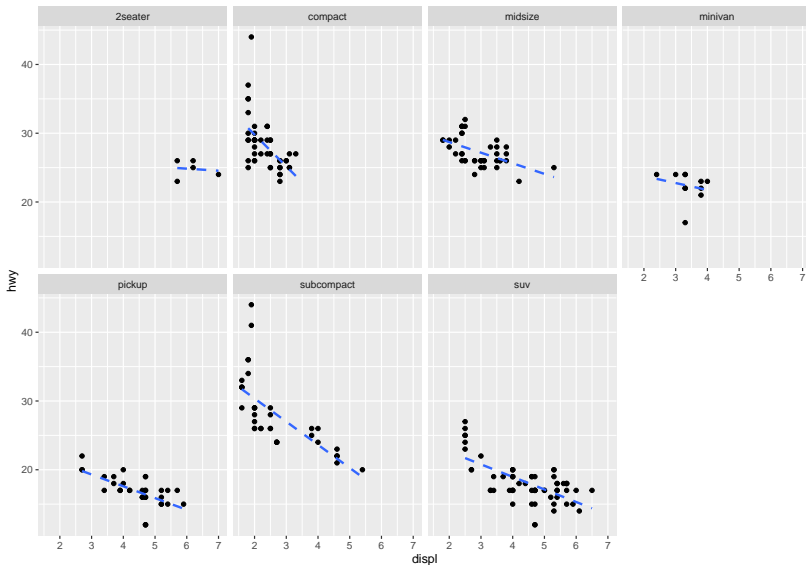 2seater compact midsize minivan
40
30
20
2 3 4 5 6 7
hwy
pickup subcompact suv
40
30
20
2 3 4 5 6 7 2 3 4 5 6 7 2 3 4 5 6 7
displ